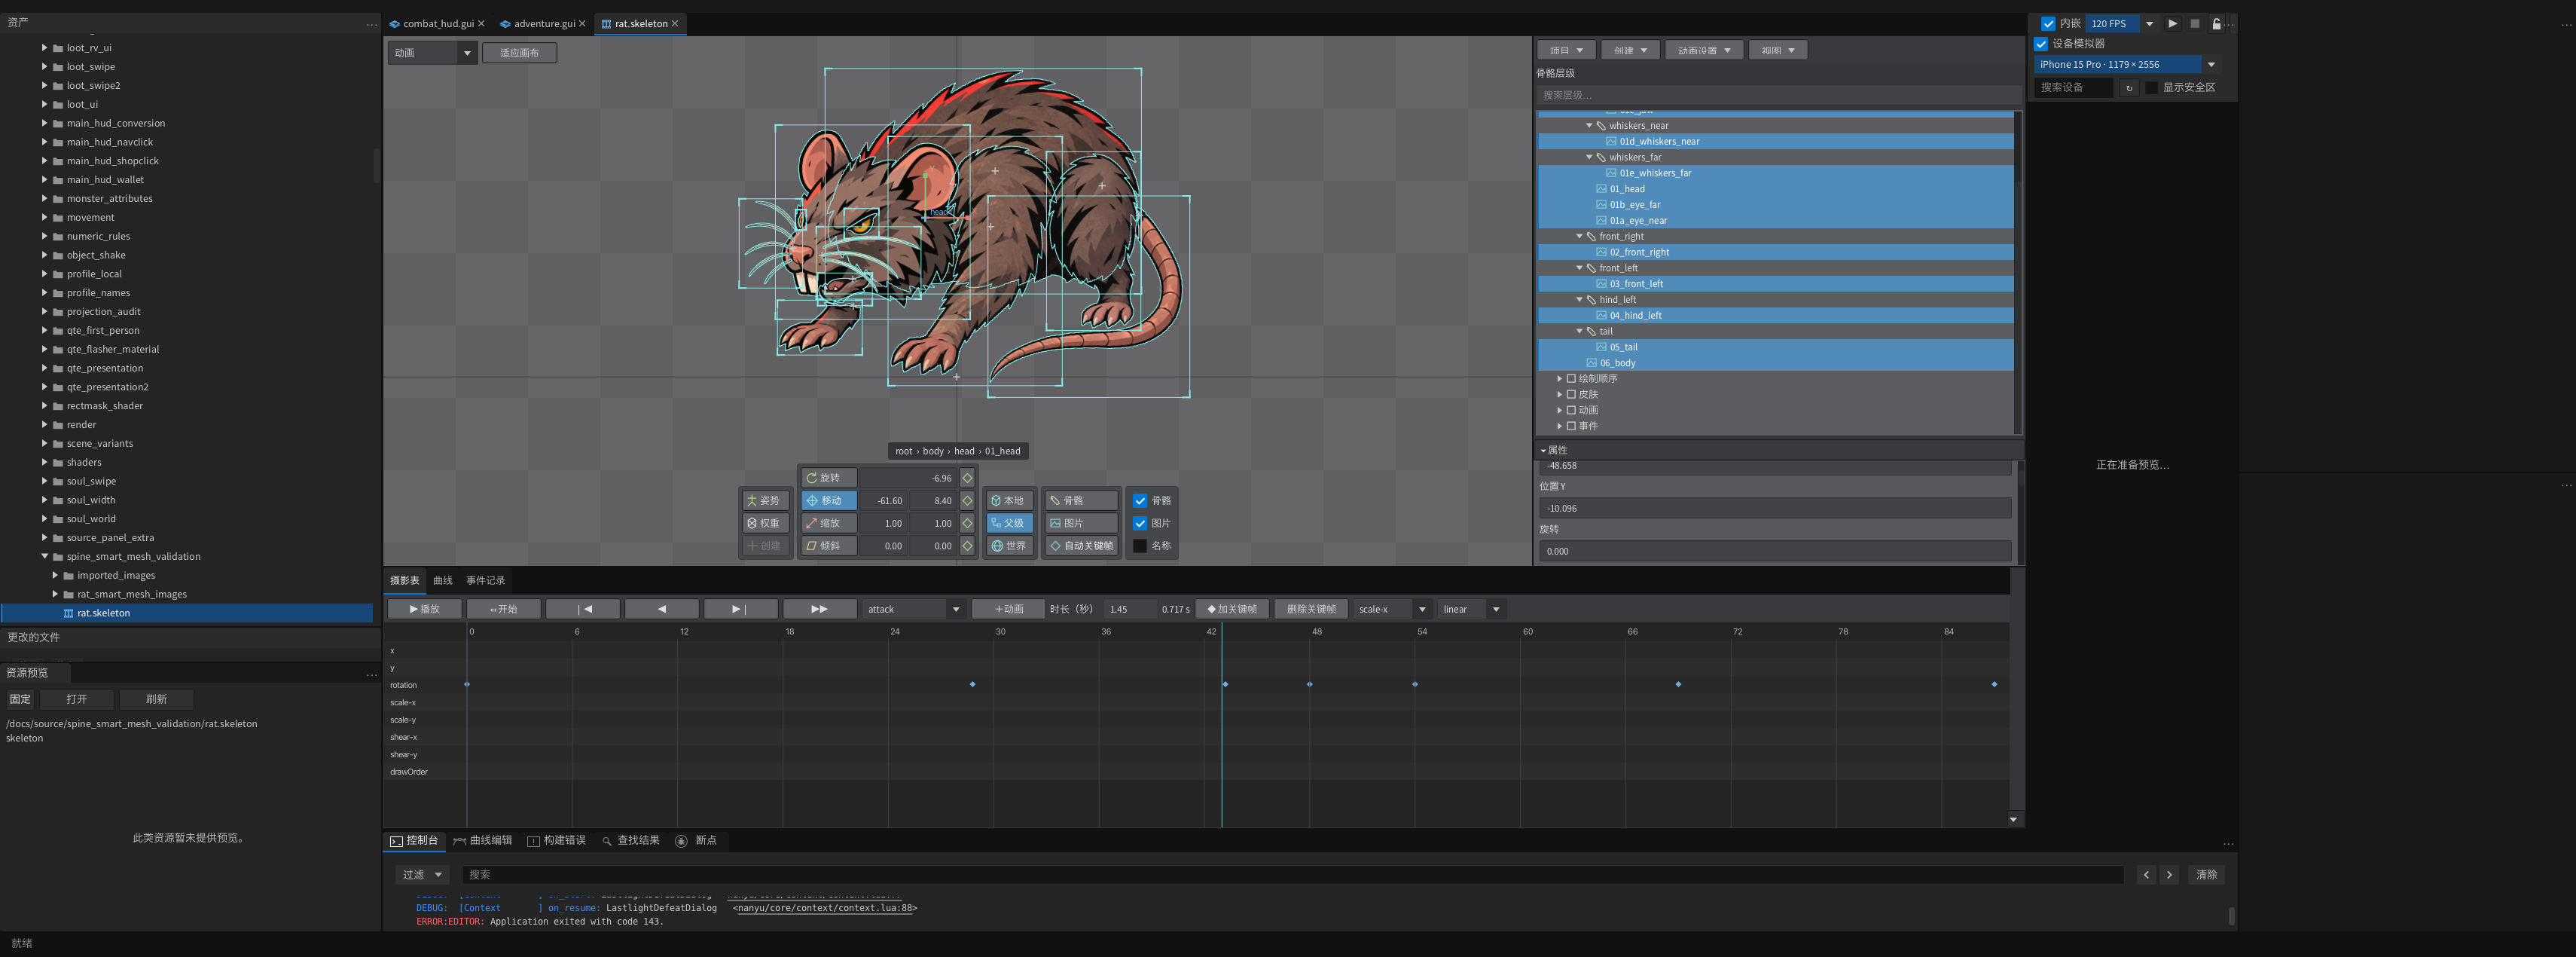 资产
loot_rv_ui
loot_swipe
loot_swipe2
loot_ui
main_hud_conversion
main_hud_navclick
main_hud_shopclick
main_hud_wallet
monster_attributes
movement
numeric_rules
object_shake
profile_local
profile_names
projection_audit
qte_first_person
qte_flasher_material
qte_presentation
qte_presentation2
rectmask_shader
render
scene_variants
shaders
soul_swipe
soul_width
soul_world
source_panel_extra
spine_smart_mesh_validation
imported_images
rat_smart_mesh_images
rat.skeleton
更改的文件
资源预览
固定 打开 刷新
/docs/source/spine_smart_mesh_validation/rat.skeleton
skeleton
此类资源暂未提供预览。
就绪
combat_hud.gui adventure.gui rat.skeleton
动画 适应画布
head
root › body › head › 01_head
姿势
权重
创建
旋转 -6.96
移动 -61.60 8.40
缩放 1.00 1.00
倾斜 0.00 0.00
本地
父级
世界
骨骼
图片
自动关键帧
骨骼
图片
名称
项目 创建 动画设置 视图
骨骼层级
搜索层级...
whiskers_near
01d_whiskers_near
whiskers_far
01e_whiskers_far
01_head
01b_eye_far
01a_eye_near
front_right
02_front_right
front_left
03_front_left
hind_left
04_hind_left
tail
05_tail
06_body
绘制顺序
皮肤
动画
事件
属性
-48.658
位置 Y
-10.096
旋转
0.000
摄影表 曲线 事件记录
播放 开始 attack ＋动画 时长（秒） 1.45 0.717 s 加关键帧 删除关键帧 scale-x linear
0 6 12 18 24 30 36 42 48 54 60 66 72 78 84
x
y
rotation
scale-x
scale-y
shear-x
shear-y
drawOrder
控制台 曲线编辑 构建错误 查找结果 断点
过滤 搜索 清除
DEBUG: [Context ] on_resume: LastlightDefeatDialog <nanyu/core/context/context.lua:88>
ERROR:EDITOR: Application exited with code 143.
内嵌 120 FPS
设备模拟器
iPhone 15 Pro · 1179 × 2556
搜索设备 显示安全区
正在准备预览...